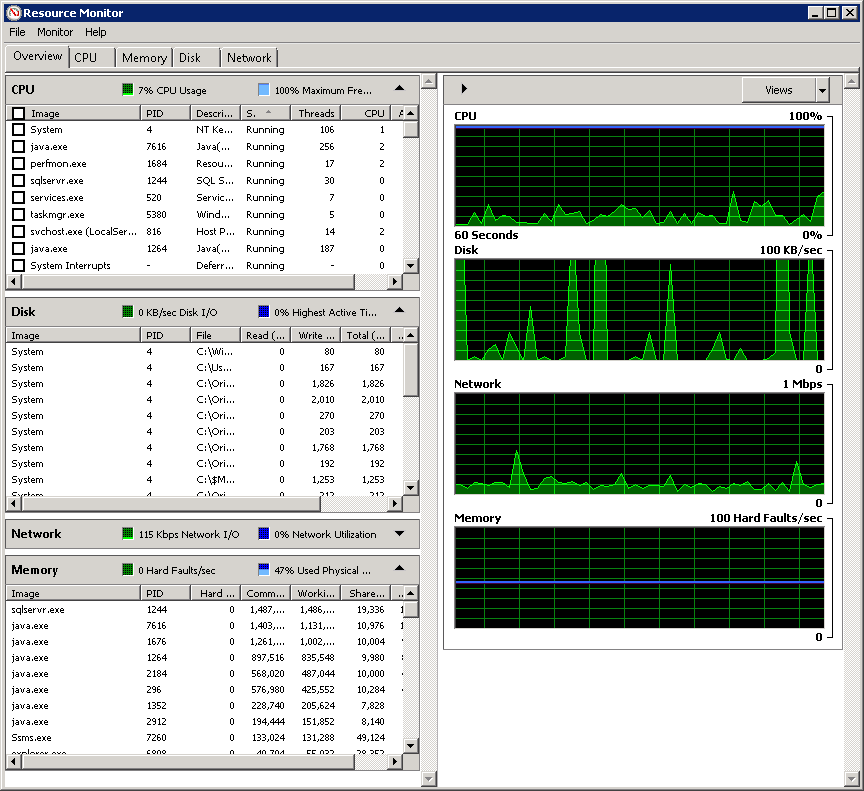 Resource Monitor
File Monitor Help
Overview CPU Memory Disk Network
CPU 7% CPU Usage 100% Maximum Fre...
Image PID Descri... S. Threads CPU A
System 4 NT Ke... Running 106 1
java.exe 7616 Java(... Running 256 2
perfmon.exe 1684 Resou... Running 17 2
sqlservr.exe 1244 SQL S... Running 30 0
services.exe 520 Servic... Running 7 0
taskmgr.exe 5380 Wind... Running 5 0
svchost.exe (LocalSer... 816 Host P... Running 14 2
java.exe 1264 Java(... Running 187 0
System Interrupts - Deferr... Running - 0
Disk 0 KB/sec Disk I/O 0% Highest Active Ti...
Image PID File Read (... Write ... Total (... ...
System 4 C:\Wi... 0 80 80
System 4 C:\Us... 0 167 167
System 4 C:\Ori... 0 1,826 1,826
System 4 C:\Ori... 0 2,010 2,010
System 4 C:\Ori... 0 270 270
System 4 C:\Ori... 0 203 203
System 4 C:\Ori... 0 1,768 1,768
System 4 C:\Ori... 0 192 192
System 4 C:\$M... 0 1,253 1,253
System 4 C:\Ori... 0 212 212
Network 115 Kbps Network I/O 0% Network Utilization
Memory 0 Hard Faults/sec 47% Used Physical ...
Image PID Hard ... Comm... Worki... Share... ...
sqlservr.exe 1244 0 1,487,... 1,486,... 19,336
java.exe 7616 0 1,403,... 1,131,... 10,976
java.exe 1676 0 1,261,... 1,002,... 10,004
java.exe 1264 0 897,516 835,548 9,980
java.exe 2184 0 568,020 487,044 10,000
java.exe 296 0 576,980 425,552 10,284
java.exe 1352 0 228,740 205,624 7,828
java.exe 2912 0 194,444 151,852 8,140
Ssms.exe 7260 0 133,024 131,288 49,124
explorer.exe 6808 0
Views
CPU 100%
60 Seconds 0%
Disk 100 KB/sec
0
Network 1 Mbps
0
Memory 100 Hard Faults/sec
0